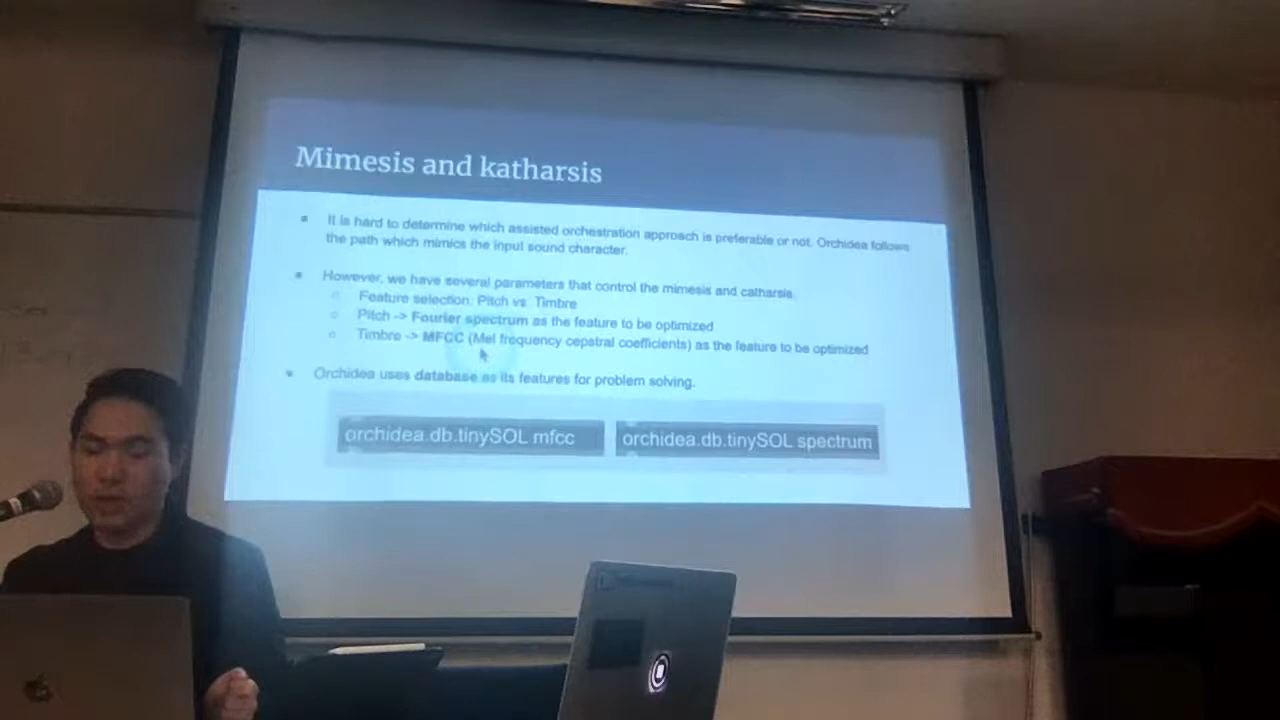 Mimesis and katharsis
It is hard to determine which assisted orchestration approach is preferable or not. Orchidea follows
the path which mimics the input sound character.
However, we have several parameters that control the mimesis and catharsis.
Feature selection: Pitch vs. Timbre
Pitch -> Fourier spectrum as the feature to be optimized
Timbre -> MFCC (Mel frequency cepstral coefficients) as the feature to be optimized
Orchidea uses database as its features for problem solving.
orchidea.db.tinySOL mfcc
orchidea.db.tinySOL spectrum